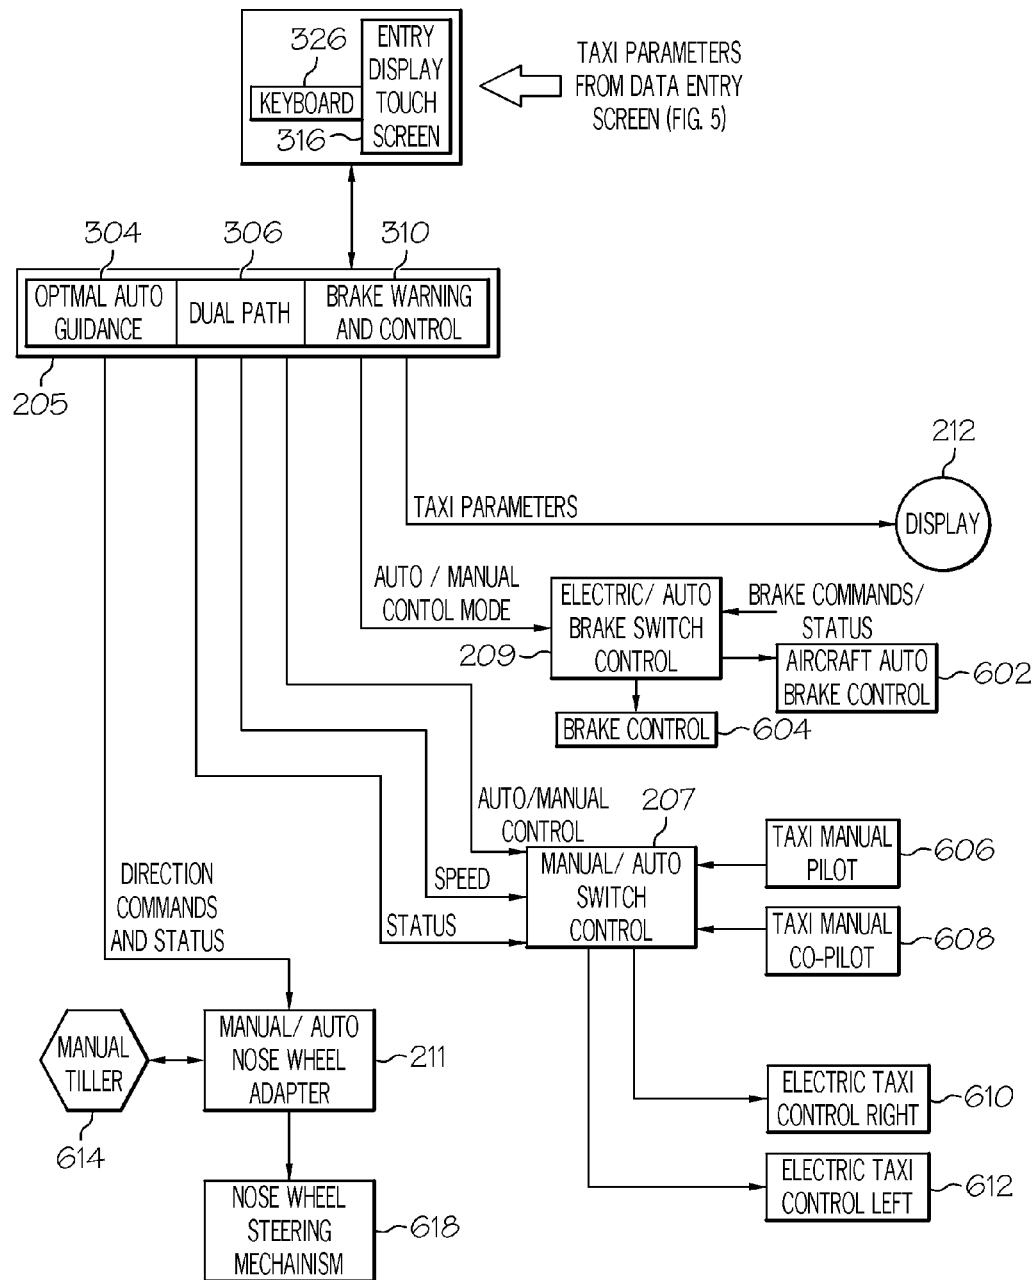 326
ENTRY
DISPLAY
TOUCH
SCREEN
KEYBOARD
316
TAXI PARAMETERS
FROM DATA ENTRY
SCREEN (FIG. 5)
304
306
310
OPTMAL AUTO
GUIDANCE
DUAL PATH
BRAKE WARNING
AND CONTROL
205
212
TAXI PARAMETERS
DISPLAY
AUTO / MANUAL
CONTOL MODE
ELECTRIC/ AUTO
BRAKE SWITCH
CONTROL
209
BRAKE COMMANDS/
STATUS
AIRCRAFT AUTO
BRAKE CONTROL
602
BRAKE CONTROL
604
AUTO/MANUAL
CONTROL
207
MANUAL/ AUTO
SWITCH
CONTROL
TAXI MANUAL
PILOT
606
SPEED
STATUS
TAXI MANUAL
CO-PILOT
608
DIRECTION
COMMANDS
AND STATUS
MANUAL
TILLER
614
MANUAL/ AUTO
NOSE WHEEL
ADAPTER
211
ELECTRIC TAXI
CONTROL RIGHT
610
ELECTRIC TAXI
CONTROL LEFT
612
NOSE WHEEL
STEERING
MECHAINISM
618